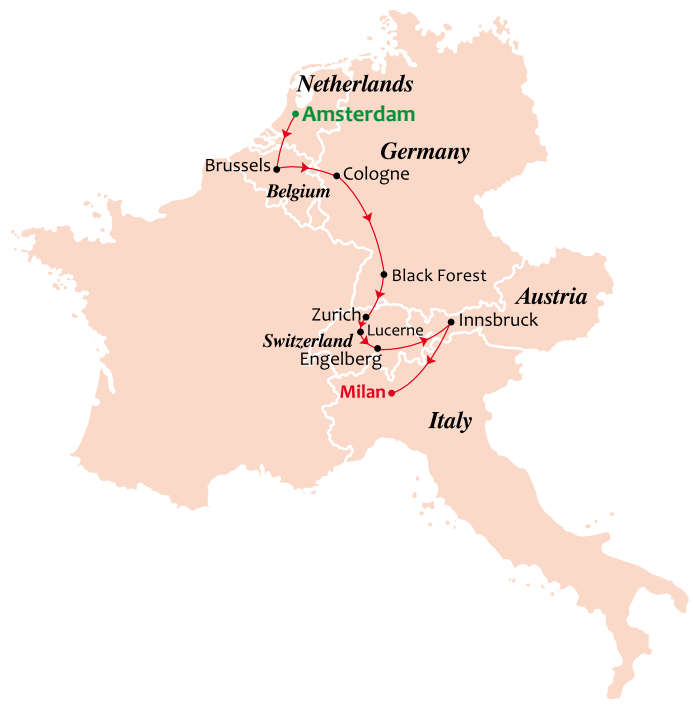 Netherlands
Amsterdam
Germany
Brussels
Cologne
Belgium
Black Forest
Austria
Zurich
Innsbruck
Lucerne
Switzerland
Engelberg
Milan
Italy